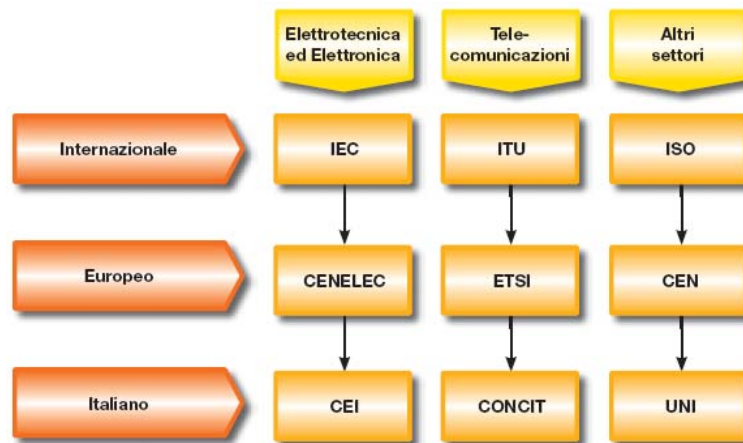 Elettrotecnica
ed Elettronica
Tele-
comunicazioni
Altri
settori
Internazionale
IEC
ITU
ISO
Europeo
CENELEC
ETSI
CEN
Italiano
CEI
CONCIT
UNI